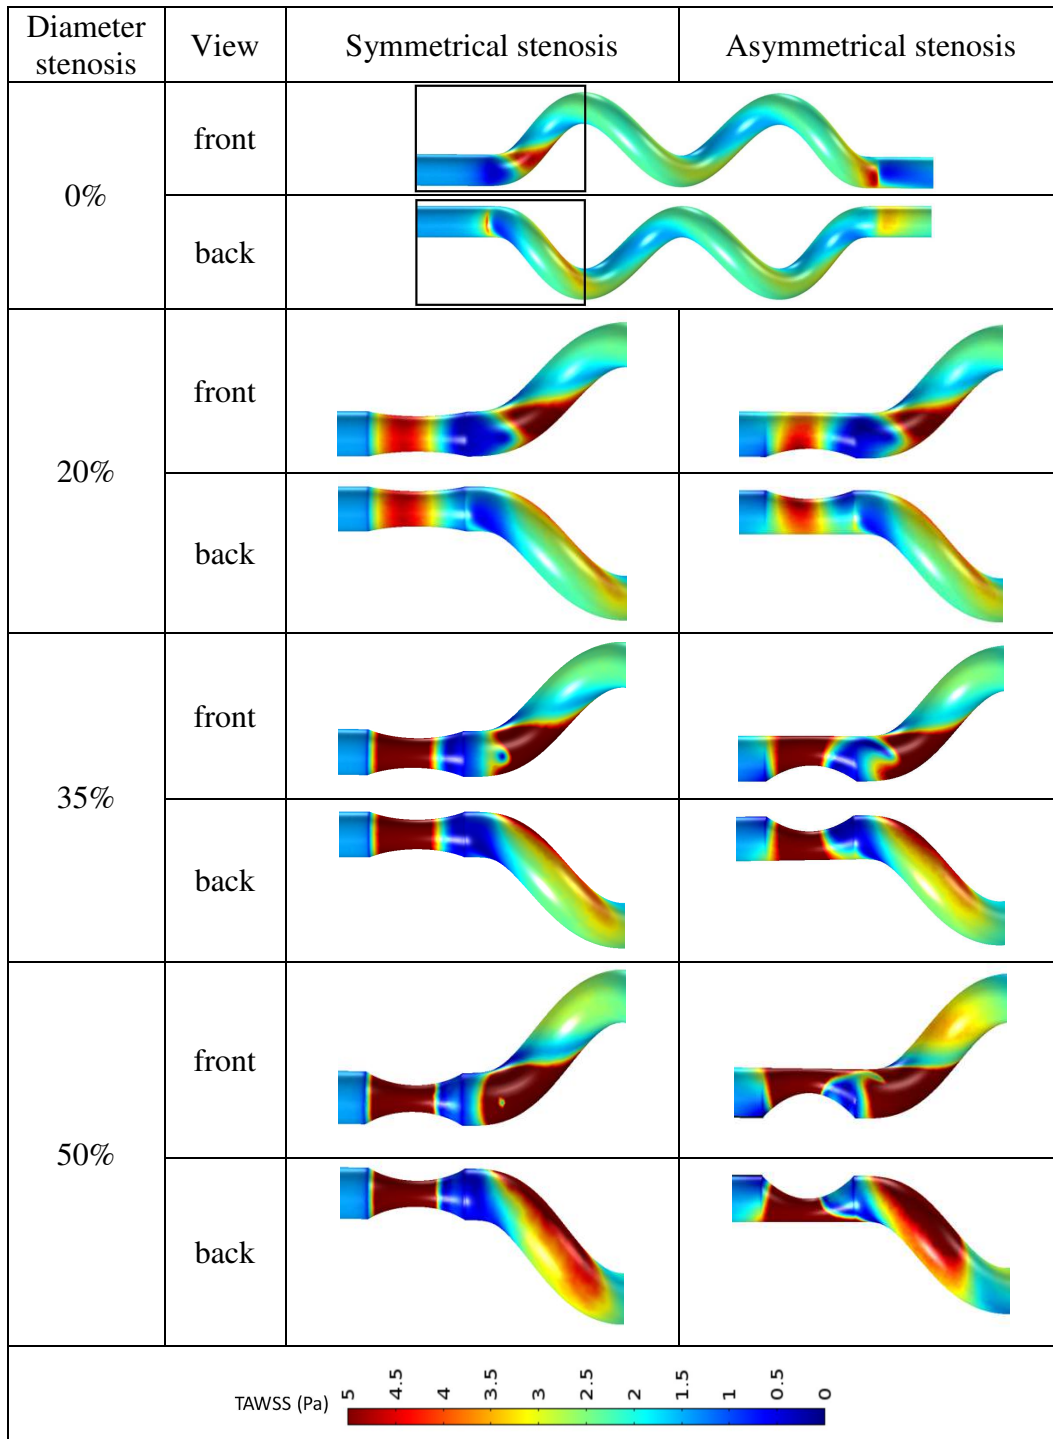 Diameter
stenosis
View
Symmetrical stenosis
Asymmetrical stenosis
0%
front
back
20%
front
back
35%
front
back
50%
front
back
TAWSS (Pa)
5
4.5
4
3.5
3
2.5
2
1.5
1
0.5
0